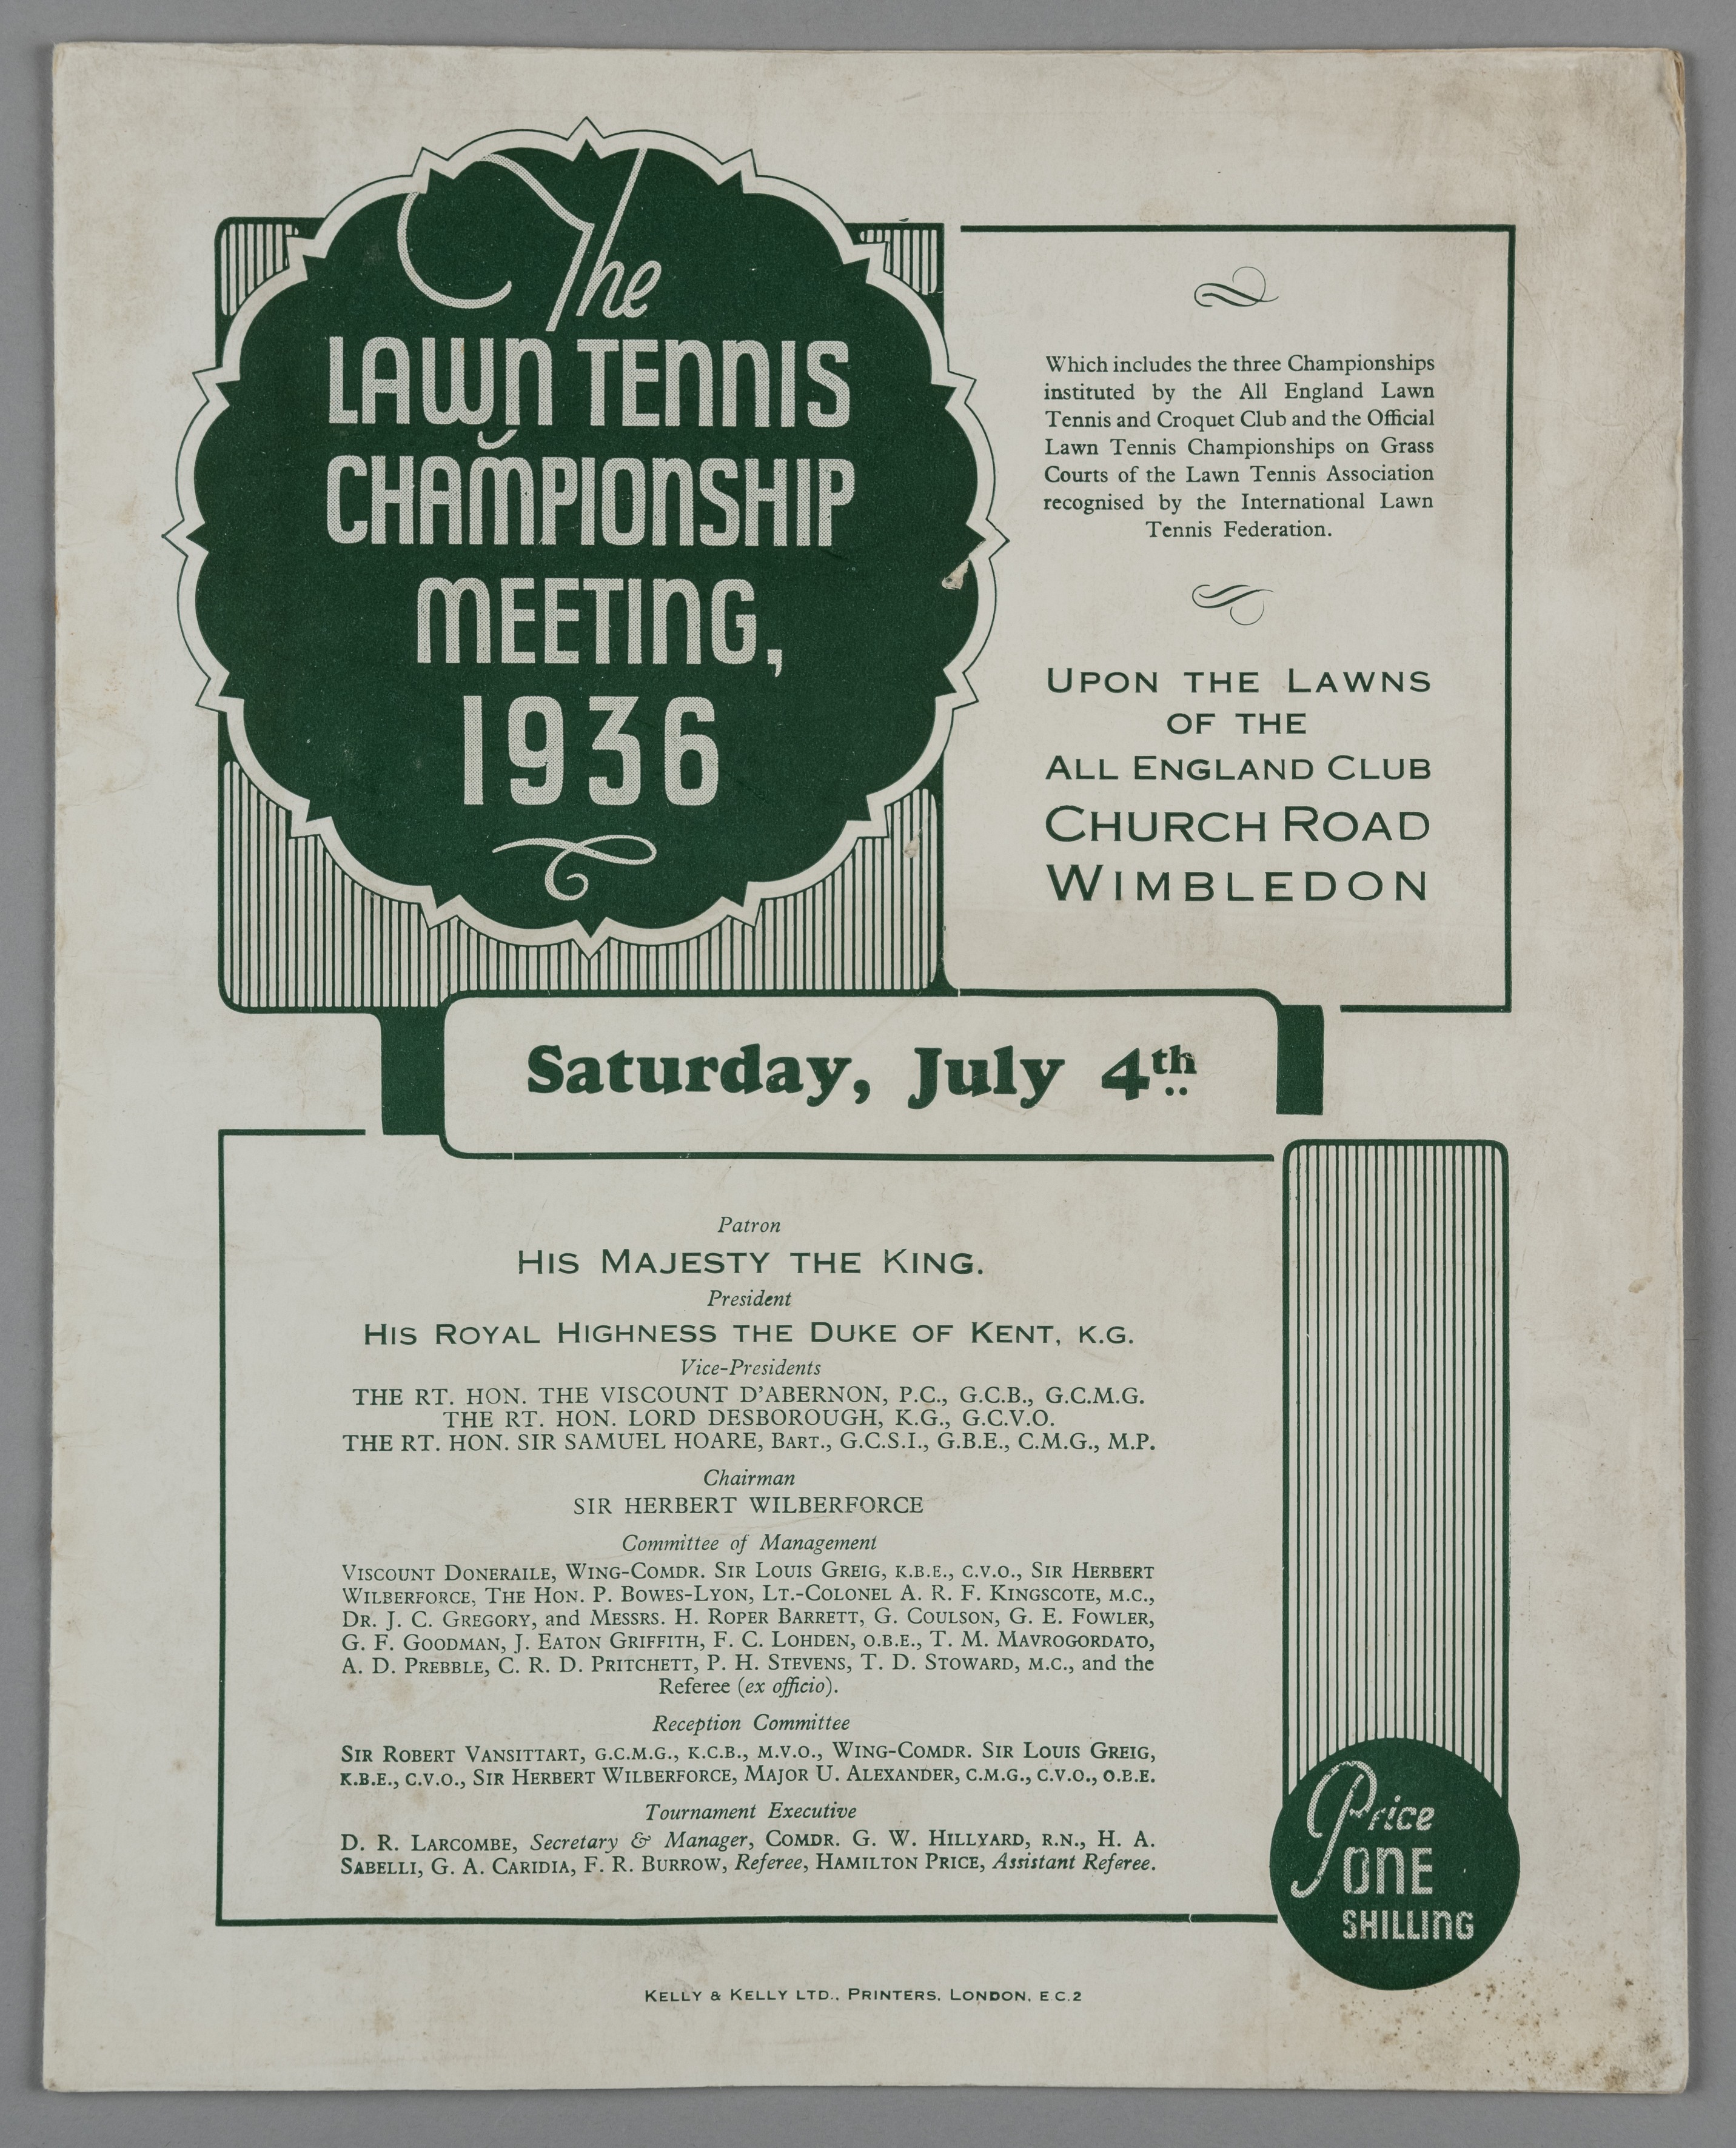 The
LAWN TENNIS
CHAMPIONSHIP
MEETING,
1936
Which includes the three Championships
instituted by the All England Lawn
Tennis and Croquet Club and the Official
Lawn Tennis Championships on Grass
Courts of the Lawn Tennis Association
recognised by the International Lawn
Tennis Federation.
UPON THE LAWNS
OF THE
ALL ENGLAND CLUB
CHURCH ROAD
WIMBLEDON
Saturday, July 4th
Patron
HIS MAJESTY THE KING.
President
HIS ROYAL HIGHNESS THE DUKE OF KENT, K.G.
Vice-Presidents
THE RT. HON. THE VISCOUNT D'ABERNON, P.C., G.C.B., G.C.M.G.
THE RT. HON. LORD DESBOROUGH, K.G., G.C.V.O.
THE RT. HON. SIR SAMUEL HOARE, BART., G.C.S.I., G.B.E., C.M.G., M.P.
Chairman
SIR HERBERT WILBERFORCE
Committee of Management
VISCOUNT DONERAILE, WING-COMDR. SIR LOUIS GREIG, K.B.E., C.V.O., SIR HERBERT
WILBERFORCE, THE HON. P. BOWES-LYON, LT.-COLONEL A. R. F. KINGSCOTE, M.C.,
DR. J. C. GREGORY, and MESSRS. H. ROPER BARRETT, G. COULSON, G. E. FOWLER,
G. F. GOODMAN, J. EATON GRIFFITH, F. C. LOHDEN, O.B.E., T. M. MAVROGORDATO,
A. D. PREBBLE, C. R. D. PRITCHETT, P. H. STEVENS, T. D. STOWARD, M.C., and the
Referee (ex officio).
Reception Committee
SIR ROBERT VANSITTART, G.C.M.G., K.C.B., M.V.O., WING-COMDR. SIR LOUIS GREIG,
K.B.E., C.V.O., SIR HERBERT WILBERFORCE, MAJOR U. ALEXANDER, C.M.G., C.V.O., O.B.E.
Tournament Executive
D. R. LARCOMBE, Secretary & Manager, COMDR. G. W. HILLYARD, R.N., H. A.
SABELLI, G. A. CARIDIA, F. R. BURROW, Referee, HAMILTON PRICE, Assistant Referee.
Price
ONE
SHILLING
KELLY & KELLY LTD., PRINTERS, LONDON, E C.2